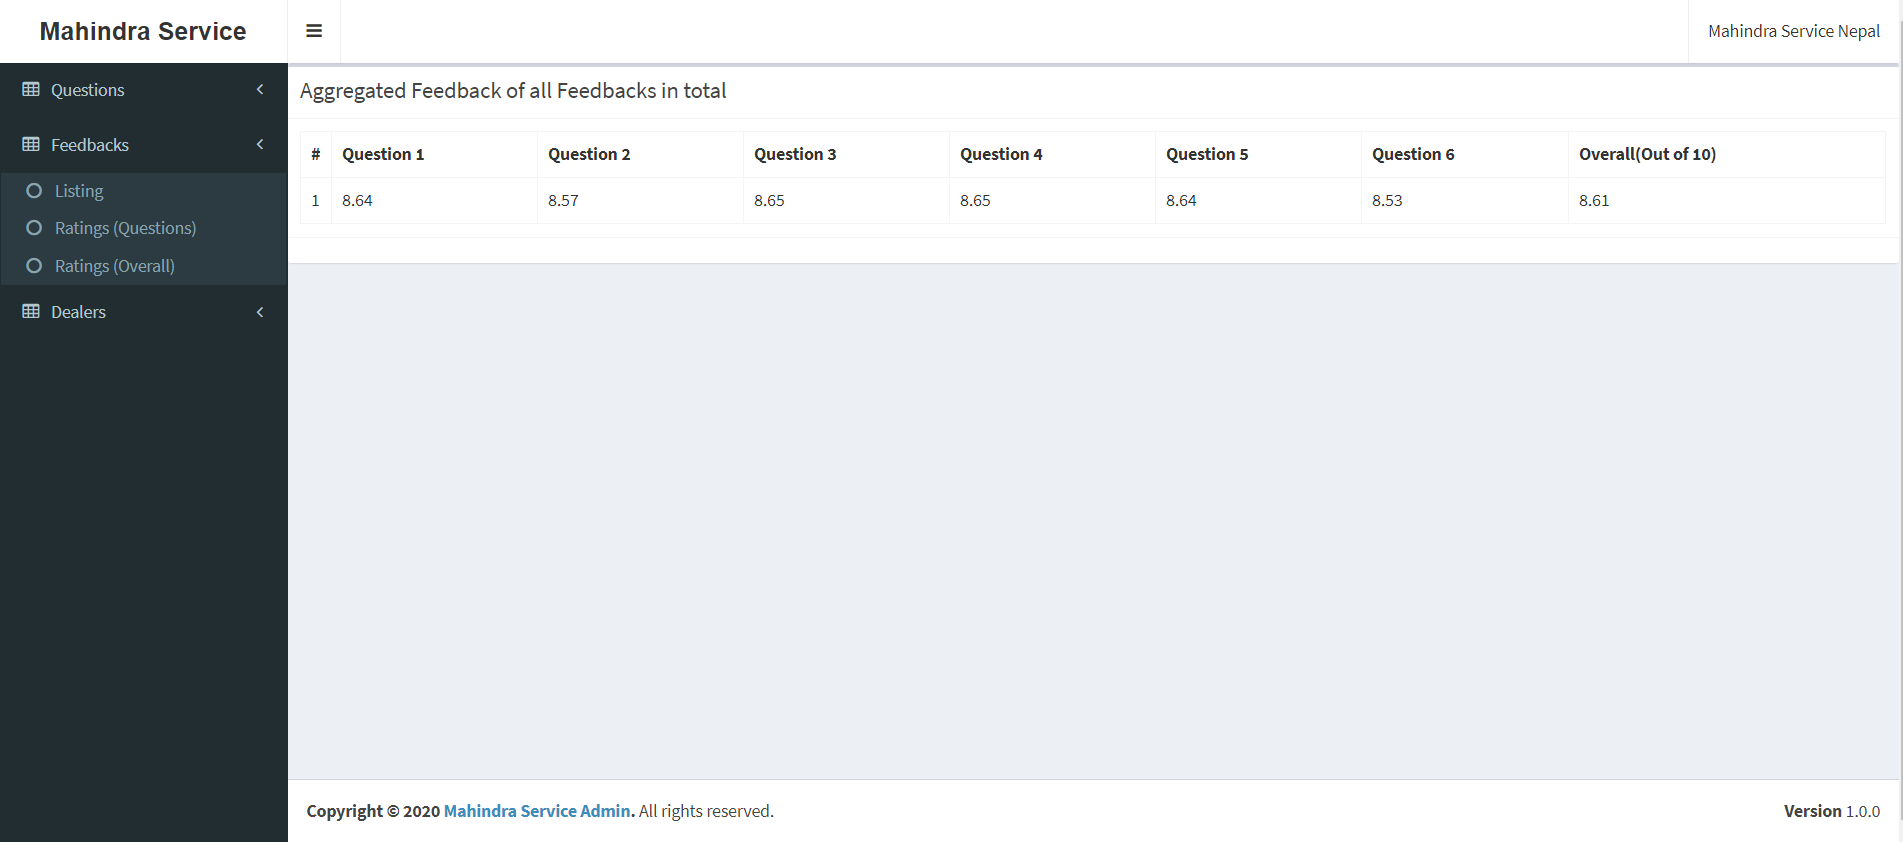 Mahindra Service
Mahindra Service Nepal
Questions
Feedbacks
Listing
Ratings (Questions)
Ratings (Overall)
Dealers
Aggregated Feedback of all Feedbacks in total
# Question 1 Question 2 Question 3 Question 4 Question 5 Question 6 Overall(Out of 10)
1 8.64 8.57 8.65 8.65 8.64 8.53 8.61
Copyright © 2020 Mahindra Service Admin. All rights reserved.
Version 1.0.0